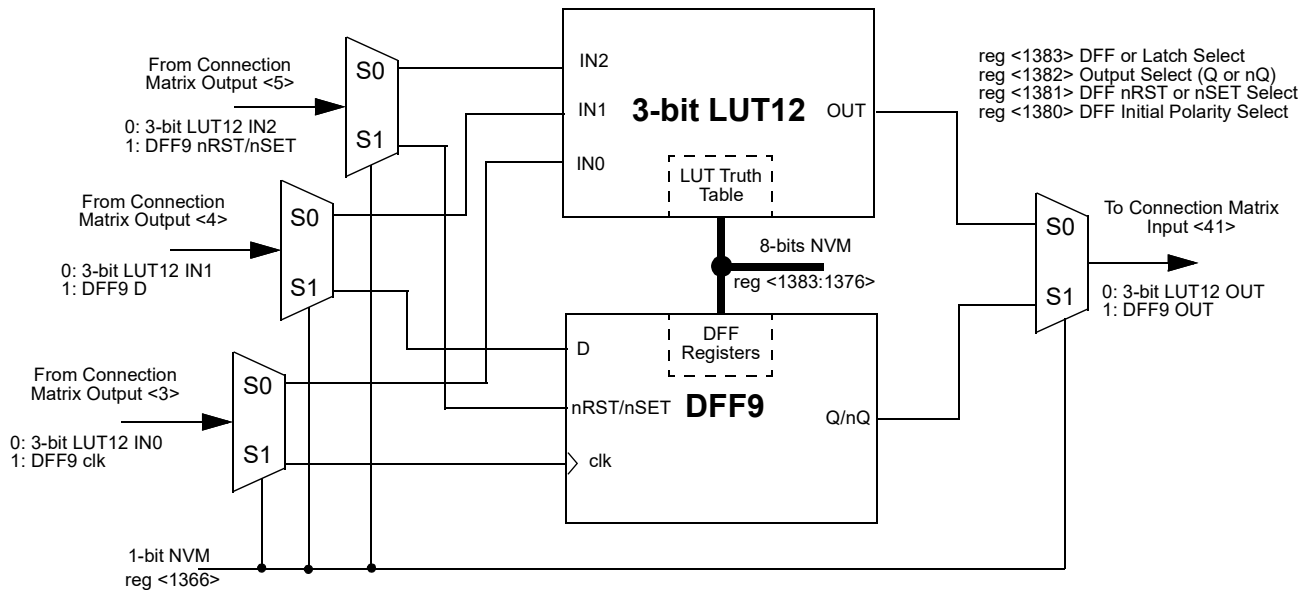 From Connection
Matrix Output <5>
0: 3-bit LUT12 IN2
1: DFF9 nRST/nSET
S0
S1
From Connection
Matrix Output <4>
0: 3-bit LUT12 IN1
1: DFF9 D
S0
S1
From Connection
Matrix Output <3>
0: 3-bit LUT12 IN0
1: DFF9 clk
S0
S1
1-bit NVM
reg <1366>
IN2
IN1
IN0
3-bit LUT12
OUT
LUT Truth
Table
8-bits NVM
reg <1383:1376>
DFF
Registers
D
nRST/nSET
clk
DFF9
Q/nQ
reg <1383> DFF or Latch Select
reg <1382> Output Select (Q or nQ)
reg <1381> DFF nRST or nSET Select
reg <1380> DFF Initial Polarity Select
S0
S1
To Connection Matrix
Input <41>
0: 3-bit LUT12 OUT
1: DFF9 OUT